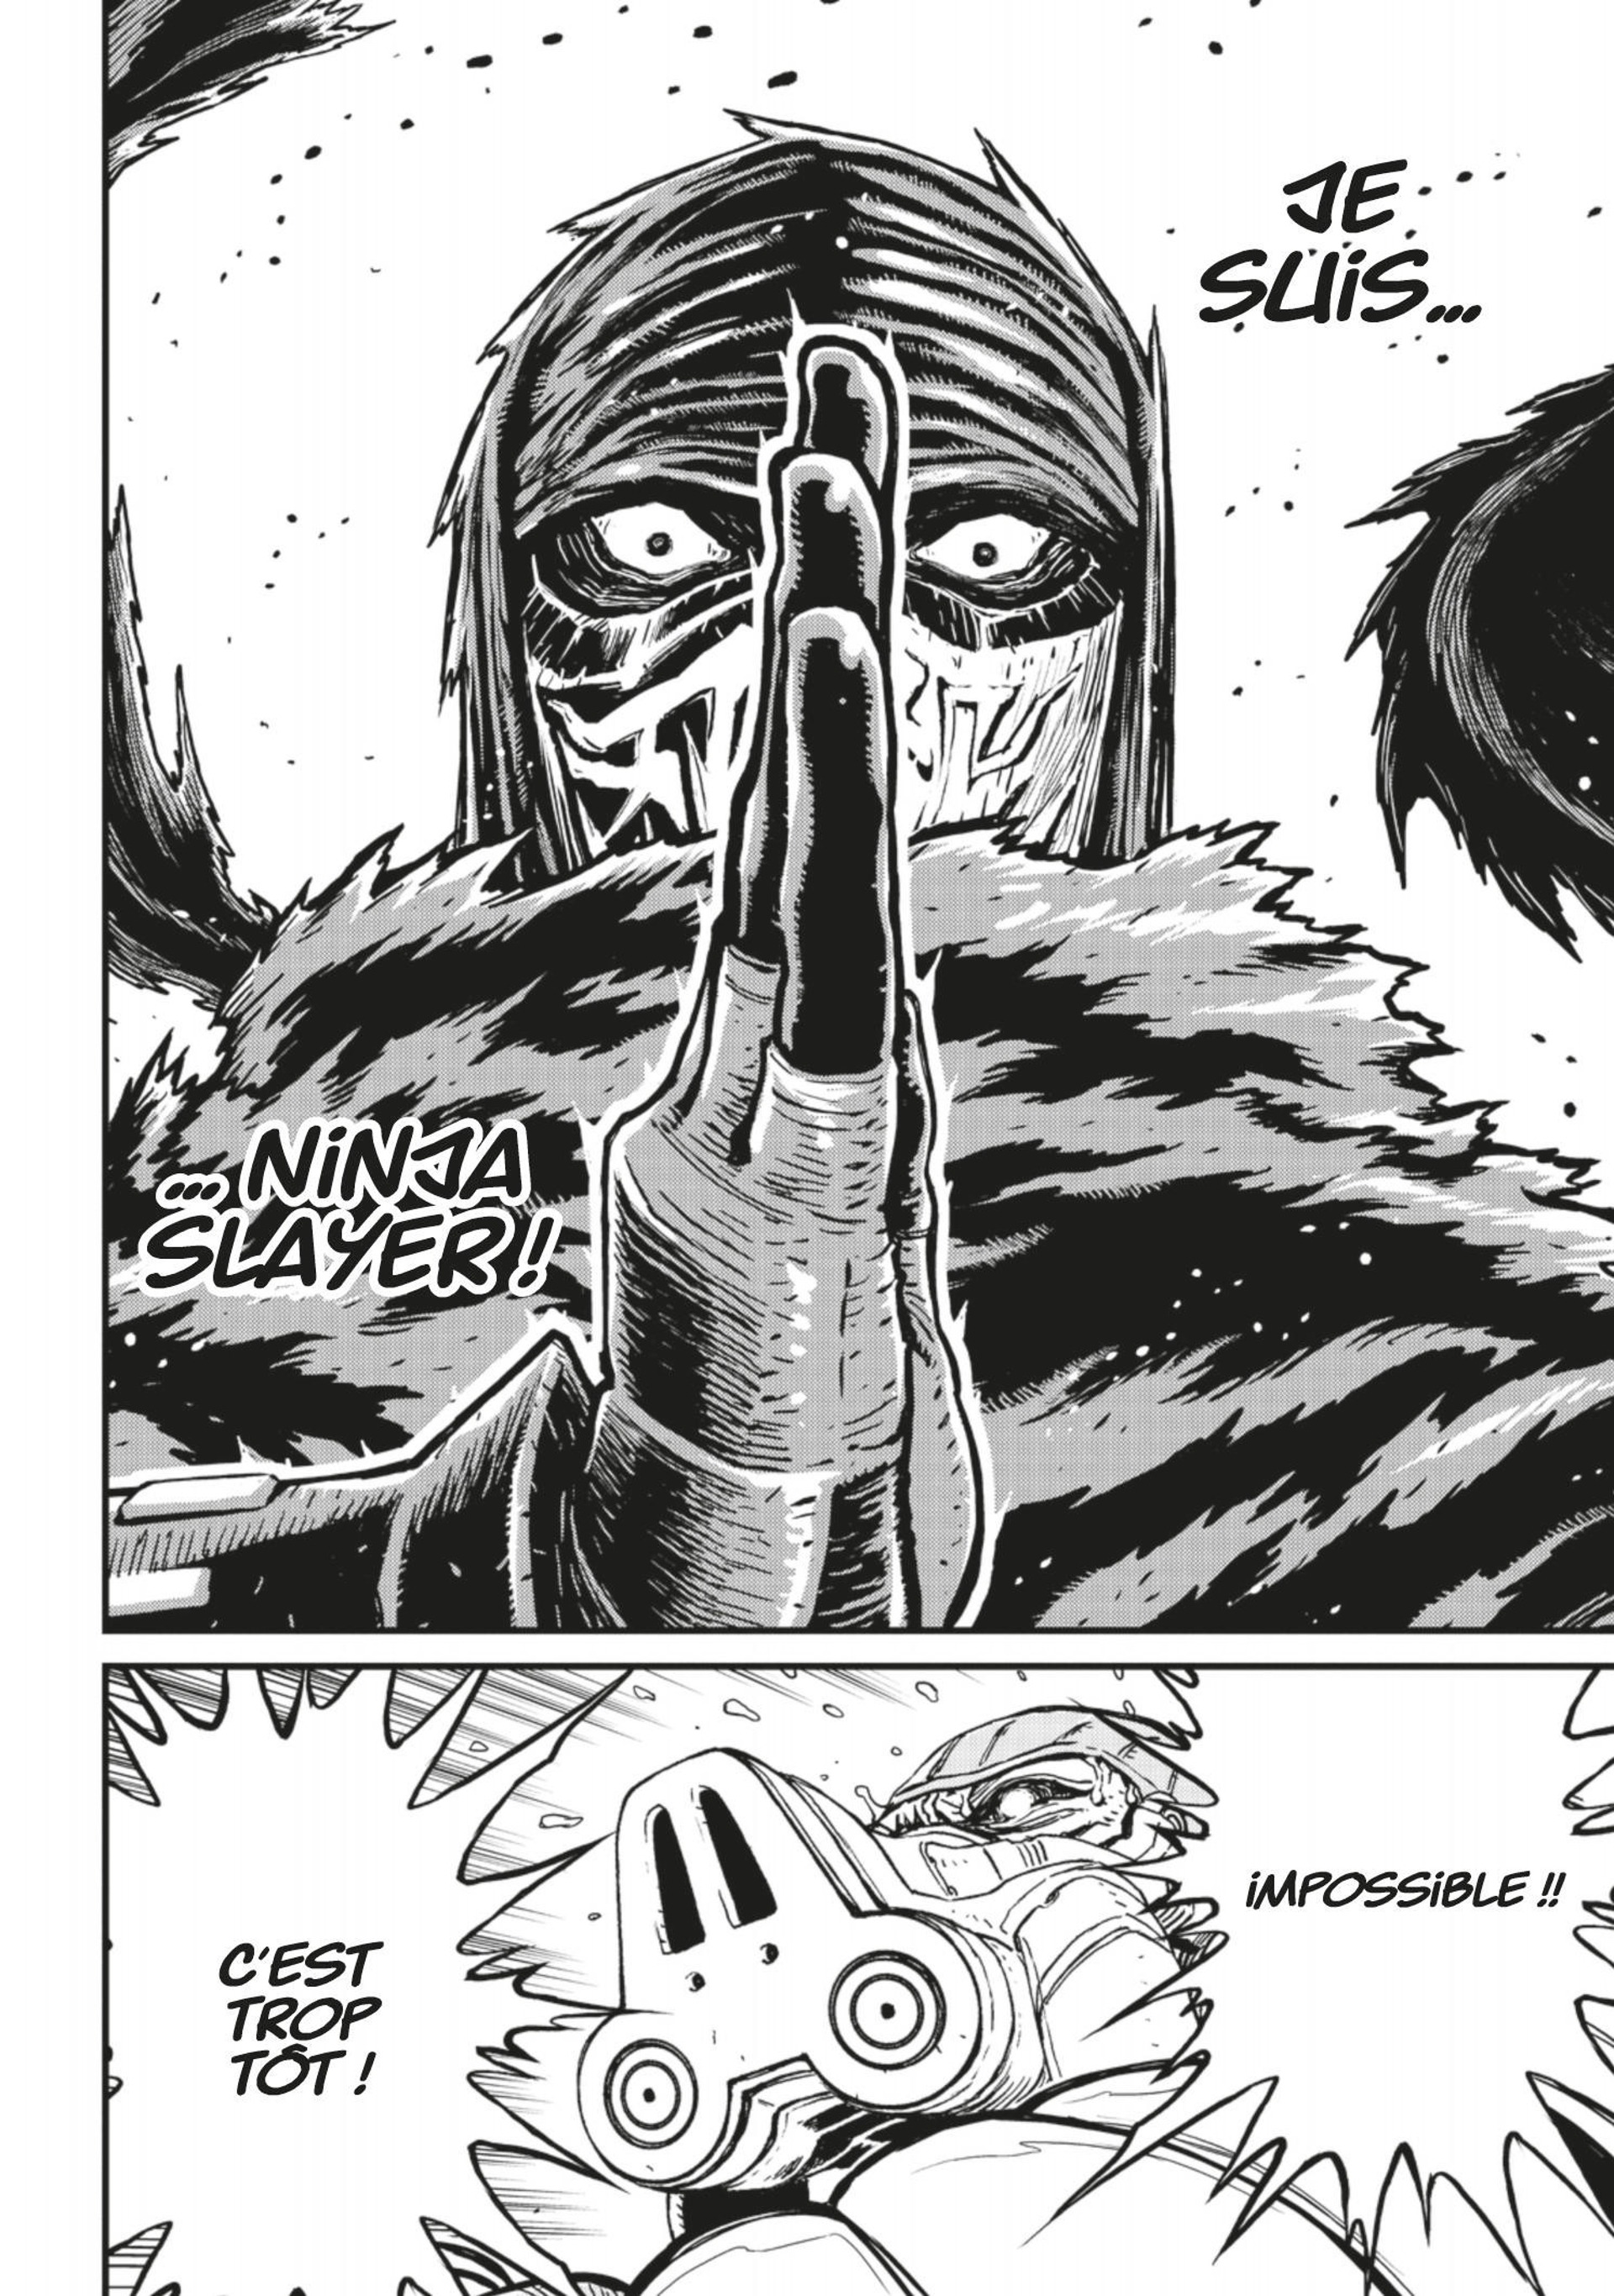 JE
SUiS...
... NiNJA
SLAYER !
iMPOSSiBLE !!
C'EST
TROP
TÔT !